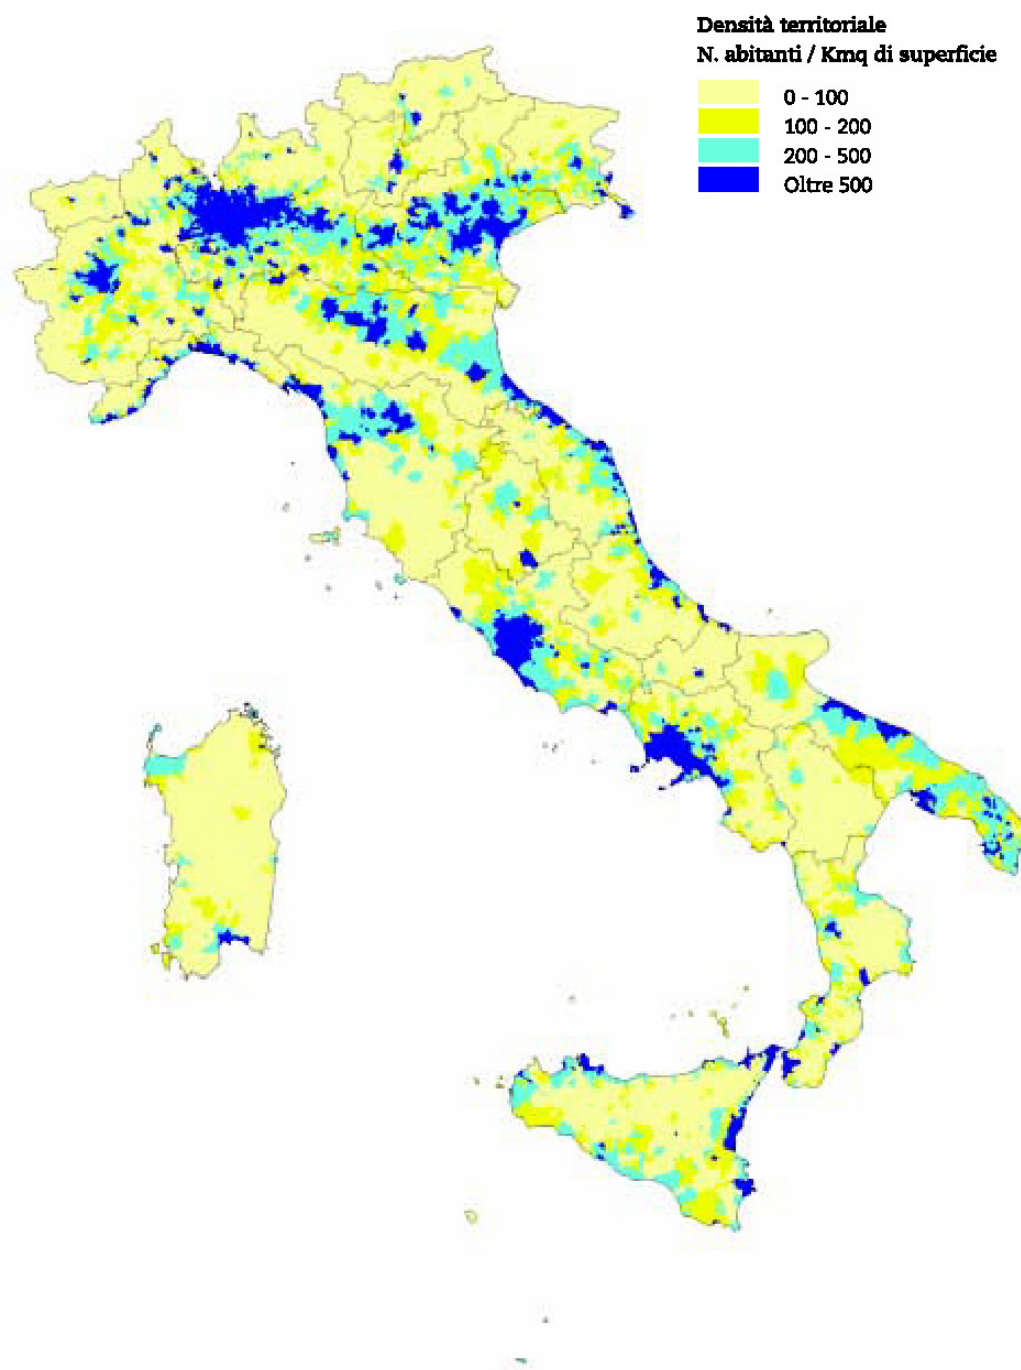 Densità territoriale
N. abitanti / Kmq di superficie
0 - 100
100 - 200
200 - 500
Oltre 500